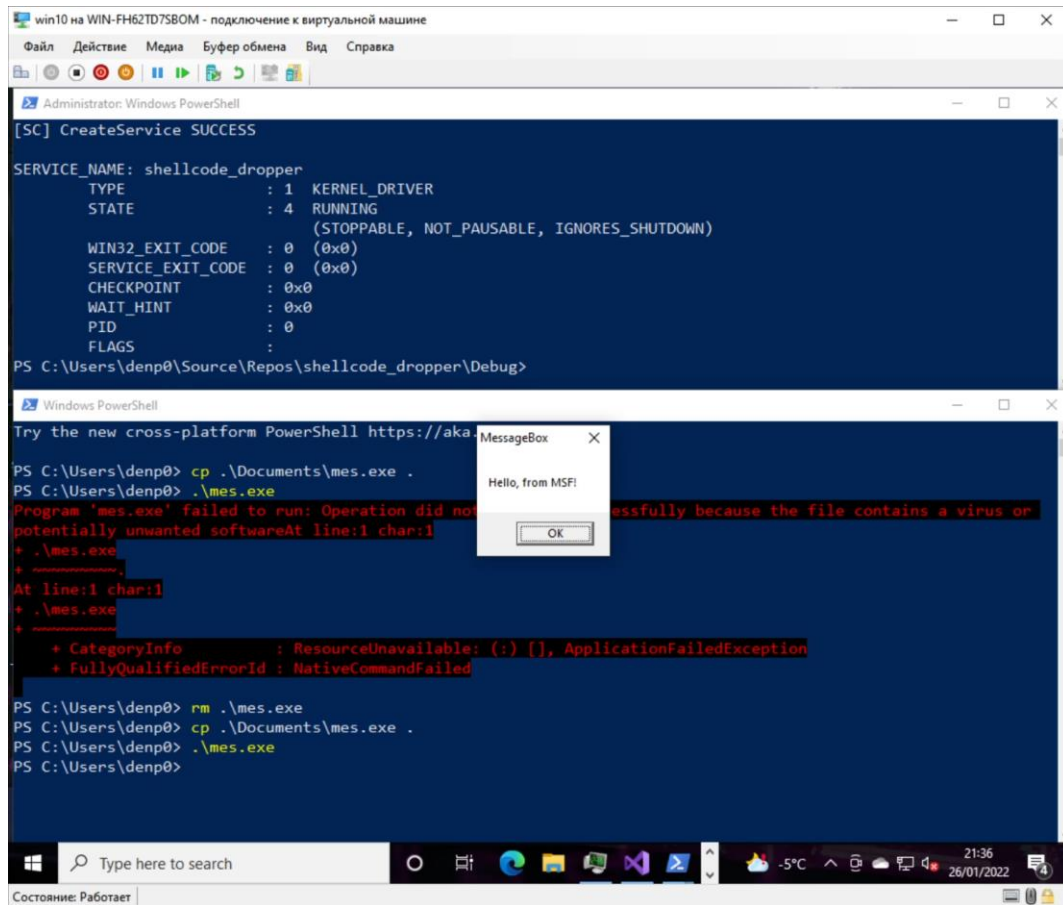 win10 на WIN-FH62TD7SBOM - подключение к виртуальной машине
Файл Действие Медиа Буфер обмена Вид Справка
Administrator: Windows PowerShell
[SC] CreateService SUCCESS
SERVICE_NAME: shellcode_dropper
TYPE : 1 KERNEL_DRIVER
STATE : 4 RUNNING
(STOPPABLE, NOT_PAUSABLE, IGNORES_SHUTDOWN)
WIN32_EXIT_CODE : 0 (0x0)
SERVICE_EXIT_CODE : 0 (0x0)
CHECKPOINT : 0x0
WAIT_HINT : 0x0
PID : 0
FLAGS :
PS C:\Users\denp0\Source\Repos\shellcode_dropper\Debug>
Windows PowerShell
Try the new cross-platform PowerShell https://aka.
MessageBox
Hello, from MSF!
OK
PS C:\Users\denp0> cp .\Documents\mes.exe .
PS C:\Users\denp0> .\mes.exe
Program 'mes.exe' failed to run: Operation did not essfully because the file contains a virus or
potentially unwanted softwareAt line:1 char:1
+ .\mes.exe
+ ~~~~~~~~~.
At line:1 char:1
+ .\mes.exe
+ ~~~~~~~~~
+ CategoryInfo : ResourceUnavailable: (:) [], ApplicationFailedException
+ FullyQualifiedErrorId : NativeCommandFailed
PS C:\Users\denp0> rm .\mes.exe
PS C:\Users\denp0> cp .\Documents\mes.exe .
PS C:\Users\denp0> .\mes.exe
PS C:\Users\denp0>
Type here to search
-5°C
21:36
26/01/2022
4
Состояние: Работает